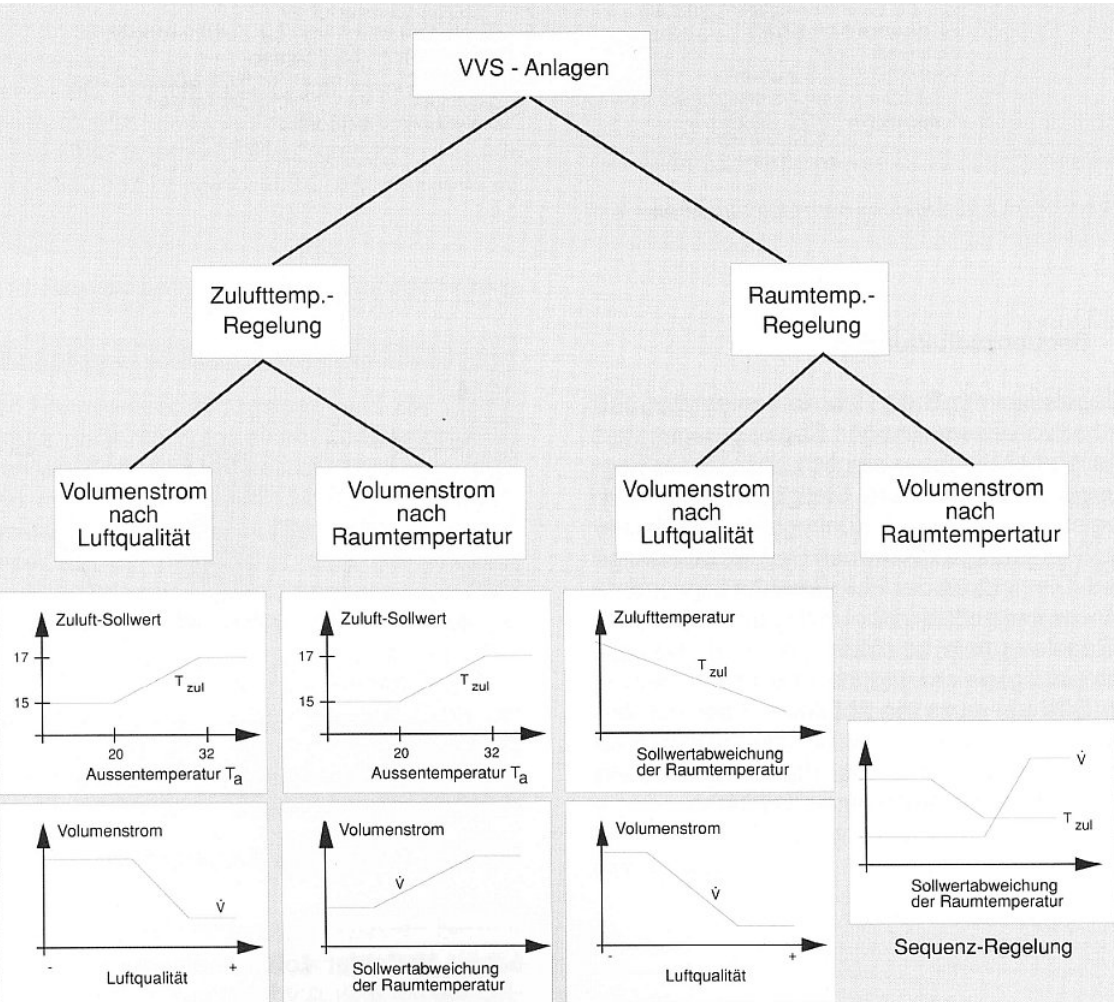 VVS - Anlagen
Zulufttemp.-
Regelung
Raumtemp.-
Regelung
Volumenstrom
nach
Luftqualität
Volumenstrom
nach
Raumtempertatur
Volumenstrom
nach
Luftqualität
Volumenstrom
nach
Raumtempertatur
Zuluft-Sollwert
17
15
T zul
20
32
Aussentemperatur Ta
Zuluft-Sollwert
17
15
T zul
20
32
Aussentemperatur Ta
Zulufttemperatur
T zul
Sollwertabweichung
der Raumtemperatur
V̇
T zul
Sollwertabweichung
der Raumtemperatur
Sequenz-Regelung
Volumenstrom
V̇
- +
Luftqualität
Volumenstrom
V̇
Sollwertabweichung
der Raumtemperatur
Volumenstrom
V̇
- +
Luftqualität